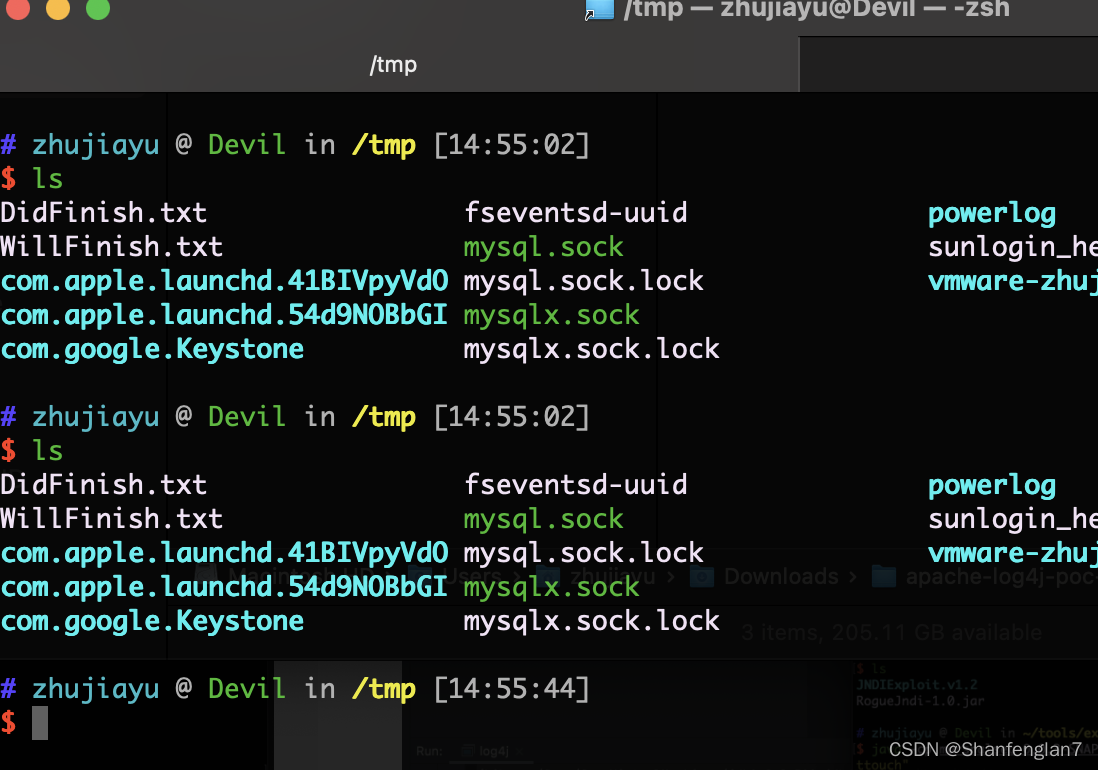 /tmp — zhujiayu@Devil — -zsh
/tmp
# zhujiayu @ Devil in /tmp [14:55:02]
$ ls
DidFinish.txt fseventsd-uuid powerlog
WillFinish.txt mysql.sock sunlogin_he
com.apple.launchd.41BIVpyVdO mysql.sock.lock vmware-zhuj
com.apple.launchd.54d9NOBbGI mysqlx.sock
com.google.Keystone mysqlx.sock.lock
# zhujiayu @ Devil in /tmp [14:55:02]
$ ls
DidFinish.txt fseventsd-uuid powerlog
WillFinish.txt mysql.sock sunlogin_he
com.apple.launchd.41BIVpyVdO mysql.sock.lock vmware-zhuj
Users › zhujiayu › Downloads › apache-log4j-poc
com.apple.launchd.54d9NOBbGI mysqlx.sock
com.google.Keystone mysqlx.sock.lock
3 items, 205.11 GB available
# zhujiayu @ Devil in /tmp [14:55:44]
$
$ ls
JNDIExploit.v1.2
RogueJndi-1.0.jar
# zhujiayu @ Devil in ~/tools/ex
Run: log4j
CSDN @Shanfenglan7
ttouch"